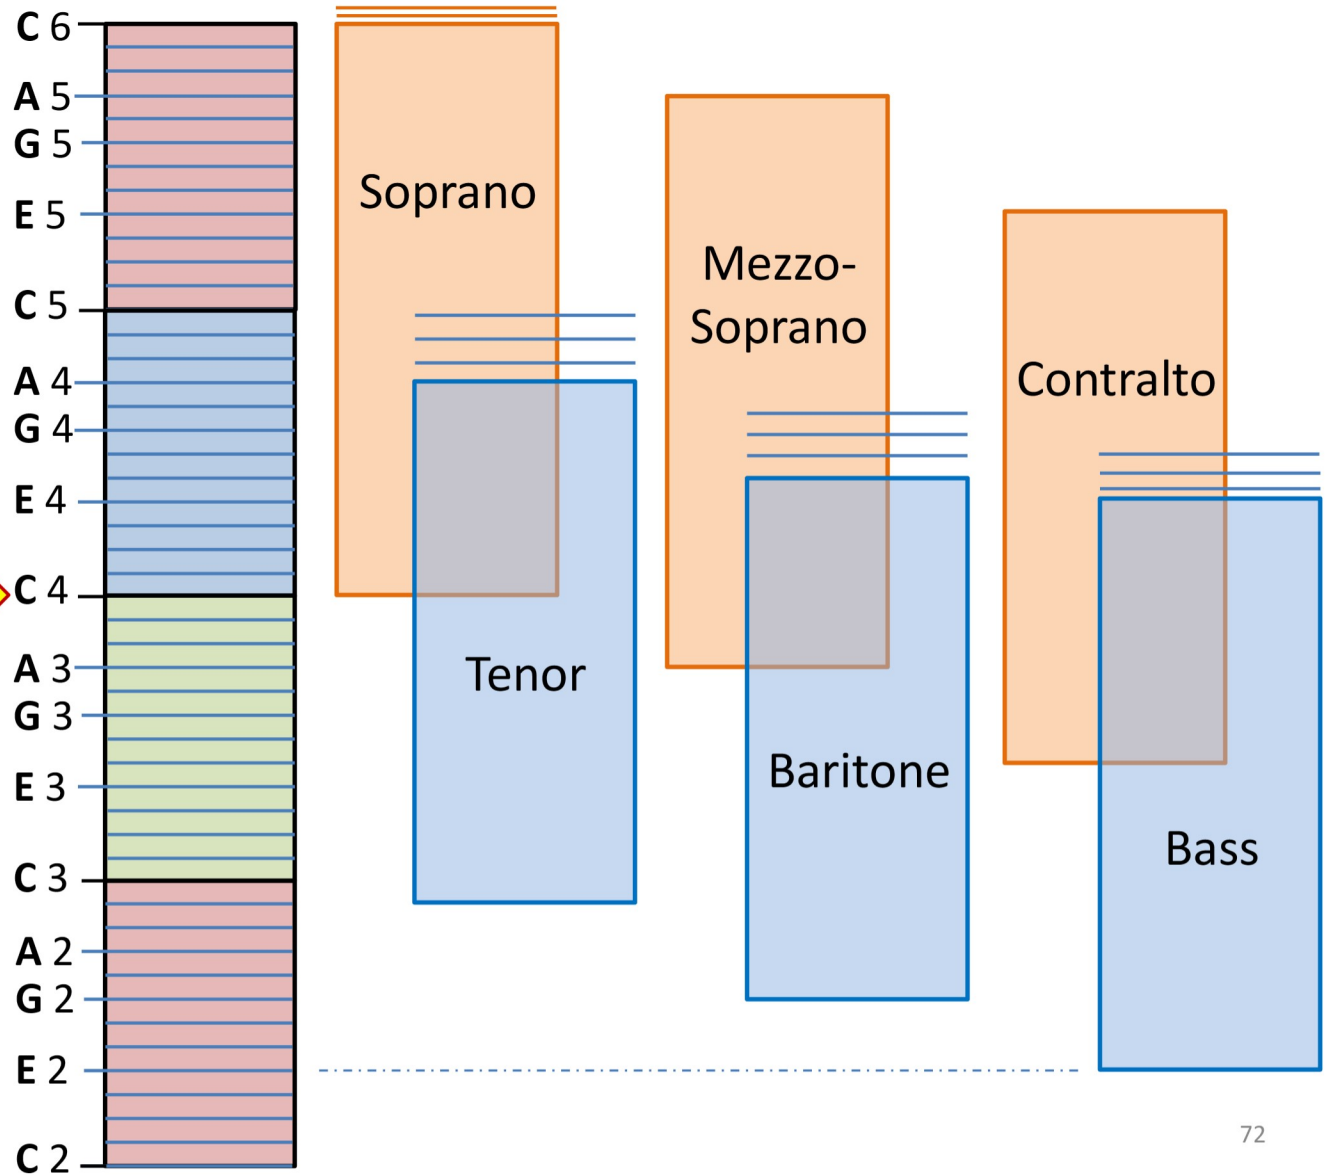 C 6
A 5
G 5
E 5
C 5
A 4
G 4
E 4
C 4
A 3
G 3
E 3
C 3
A 2
G 2
E 2
C 2
Soprano
Mezzo-
Soprano
Contralto
Tenor
Baritone
Bass
72